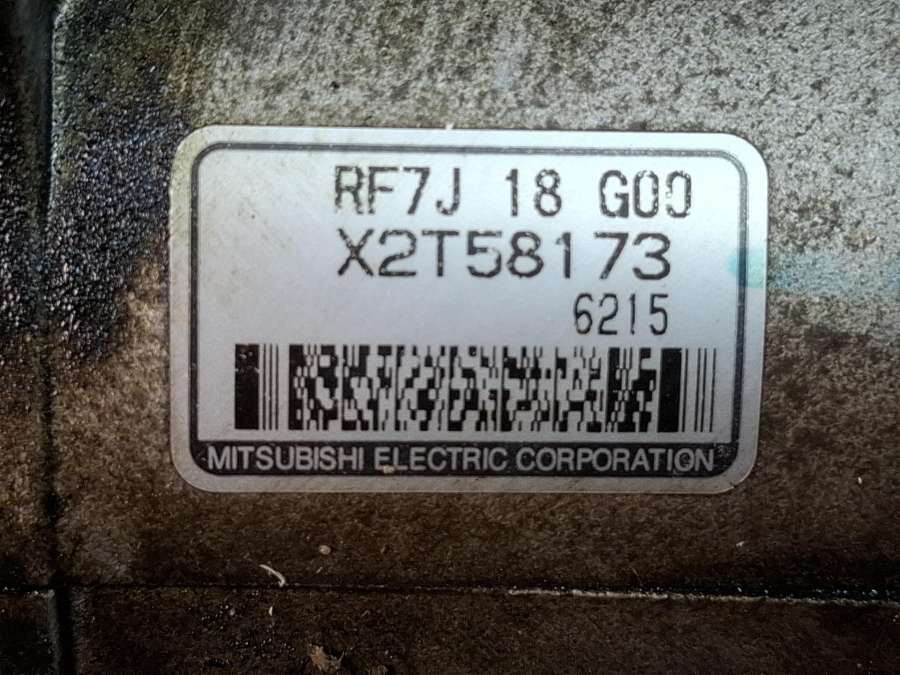 RF7J 18 G00
X2T58173
6215
MITSUBISHI ELECTRIC CORPORATION